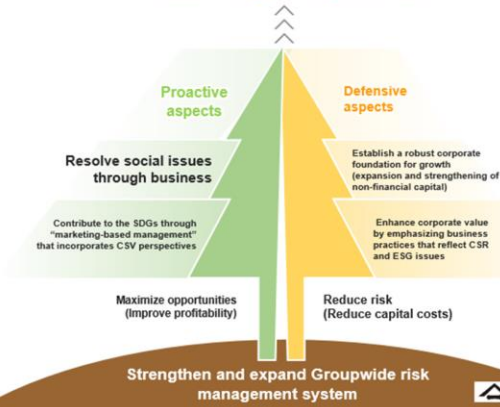 Proactive
aspects
Defensive
aspects
Resolve social issues
through business
Establish a robust corporate
foundation for growth
(expansion and strengthening of
non-financial capital)
Contribute to the SDGs through
"marketing-based management"
that incorporates CSV perspectives
Enhance corporate value
by emphasizing business
practices that reflect CSR
and ESG issues
Maximize opportunities
(Improve profitability)
Reduce risk
(Reduce capital costs)
Strengthen and expand Groupwide risk
management system